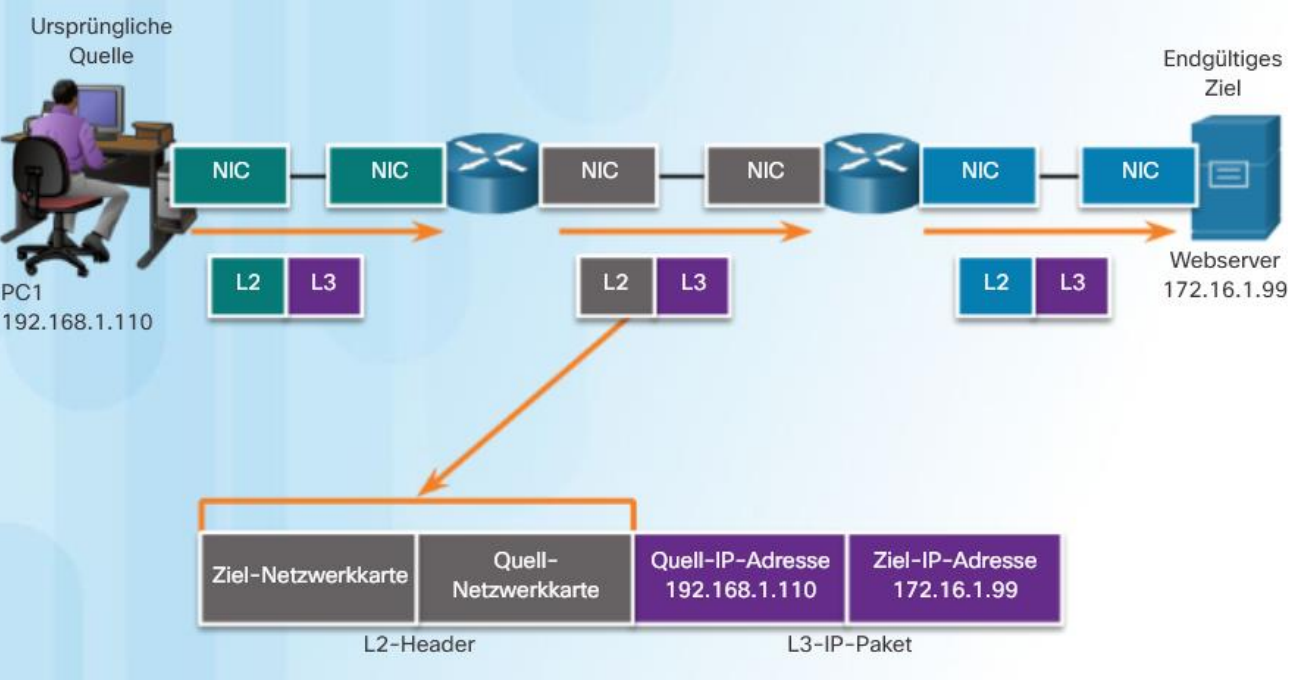 Ursprüngliche
Quelle
Endgültiges
Ziel
NIC
NIC
NIC
NIC
NIC
NIC
L2
L3
L2
L3
L2
L3
PC1
192.168.1.110
Webserver
172.16.1.99
Ziel-Netzwerkkarte
Quell-
Netzwerkkarte
Quell-IP-Adresse
192.168.1.110
Ziel-IP-Adresse
172.16.1.99
L2-Header
L3-IP-Paket